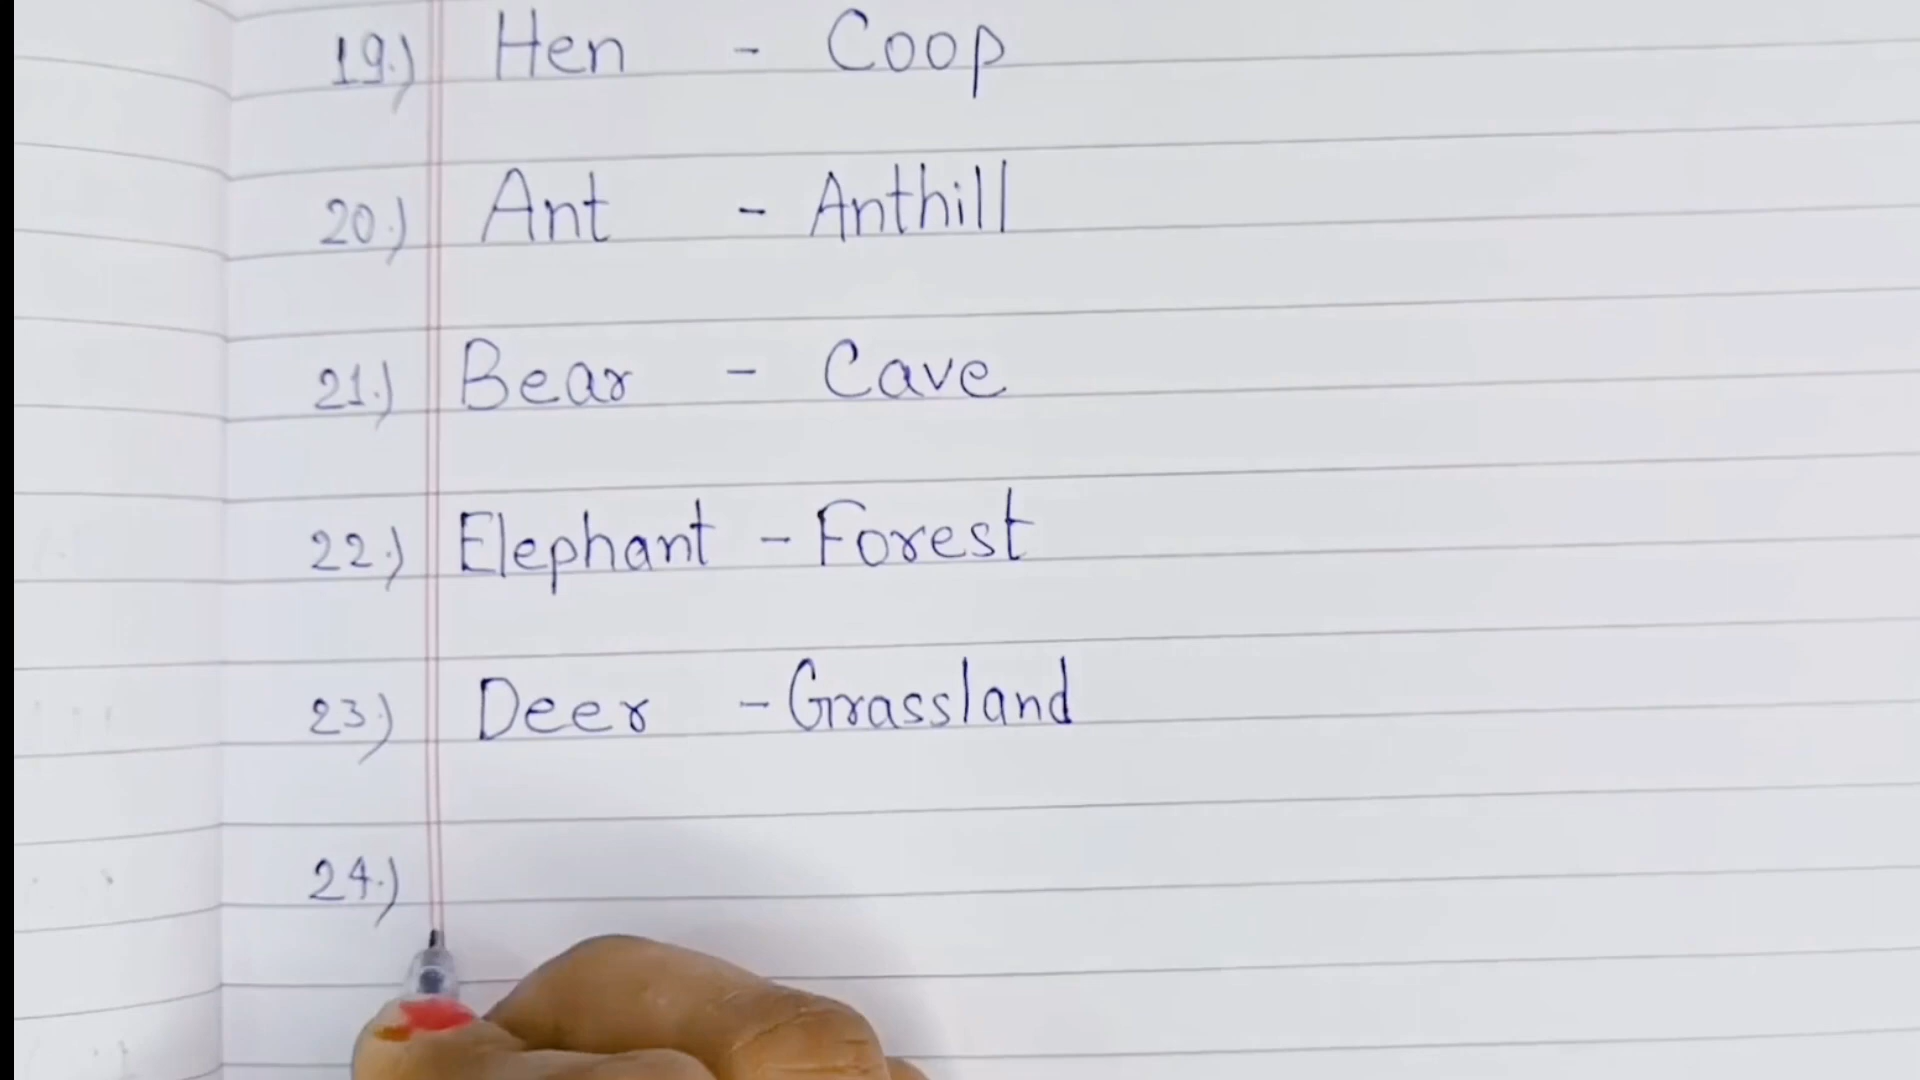 19.) Hen - Coop
20.) Ant - Anthill
21.) Bear - Cave
22.) Elephant - Forest
23.) Deer - Grassland
24.)